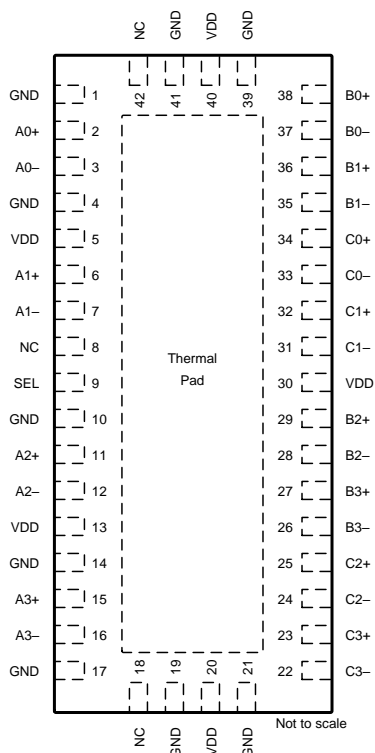 NC GND VDD GND
42 41 40 39
GND 1 38 B0+
A0+ 2 37 B0–
A0– 3 36 B1+
GND 4 35 B1–
VDD 5 34 C0+
A1+ 6 33 C0–
A1– 7 32 C1+
NC 8 31 C1–
SEL 9 30 VDD
GND 10 29 B2+
A2+ 11 28 B2–
A2– 12 27 B3+
VDD 13 26 B3–
GND 14 25 C2+
A3+ 15 24 C2–
A3– 16 23 C3+
GND 17 22 C3–
Thermal
Pad
18 19 20 21
NC GND VDD GND
Not to scale